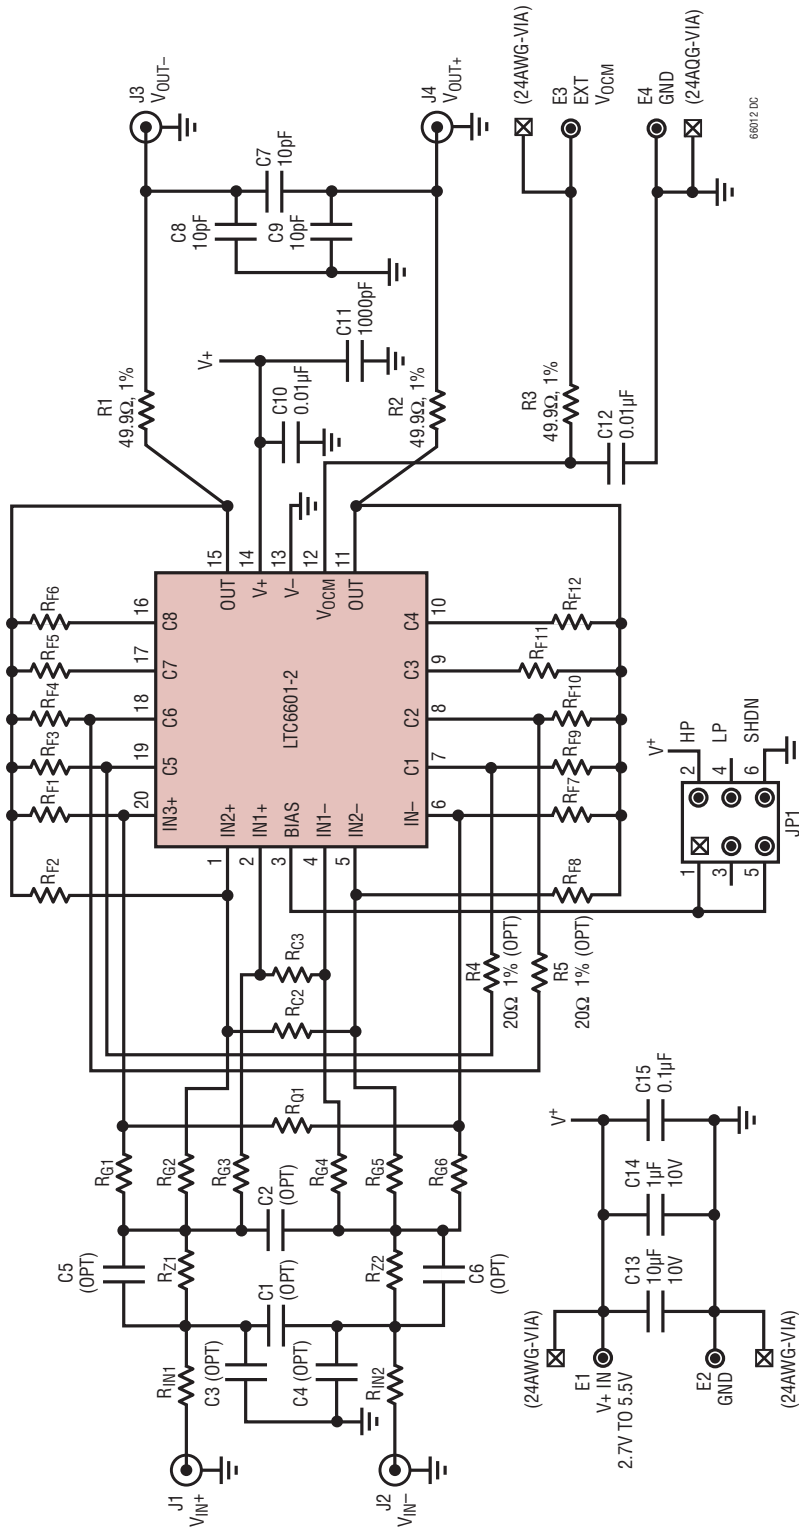 J1
VIN+
J2
VIN−
RIN1
RIN2
C3 (OPT)
C4 (OPT)
C1
(OPT)
RZ1
RZ2
C5
(OPT)
C6
(OPT)
C2
(OPT)
RG1
RG2
RG3
RG4
RG5
RG6
RQ1
RC2
RC3
R4
20Ω 1% (OPT)
R5
20Ω 1% (OPT)
RF2
RF1
RF3
RF4
RF5
RF6
RF8
RF7
RF9
RF10
RF11
RF12
LTC6601-2
1
IN2+
2
IN1+
3
BIAS
4
IN1−
5
IN2−
20
IN3+
19
C5
18
C6
17
C7
16
C8
6
IN−
7
C1
8
C2
9
C3
10
C4
15
OUT
14
V+
13
V−
12
VOCM
11
OUT
R1
49.9Ω, 1%
R2
49.9Ω, 1%
V+
C10
0.01µF
C11
1000pF
C8
10pF
C9
10pF
C7
10pF
J3
VOUT−
J4
VOUT+
R3
49.9Ω, 1%
C12
0.01µF
(24AWG-VIA)
E3
EXT
VOCM
E4
GND
(24AQG-VIA)
66012 DC
(24AWG-VIA)
E1
V+ IN
2.7V TO 5.5V
E2
GND
(24AWG-VIA)
C13
10µF
10V
C14
1µF
10V
C15
0.1µF
V+
V+
1
2
HP
3
4
LP
5
6
SHDN
JP1